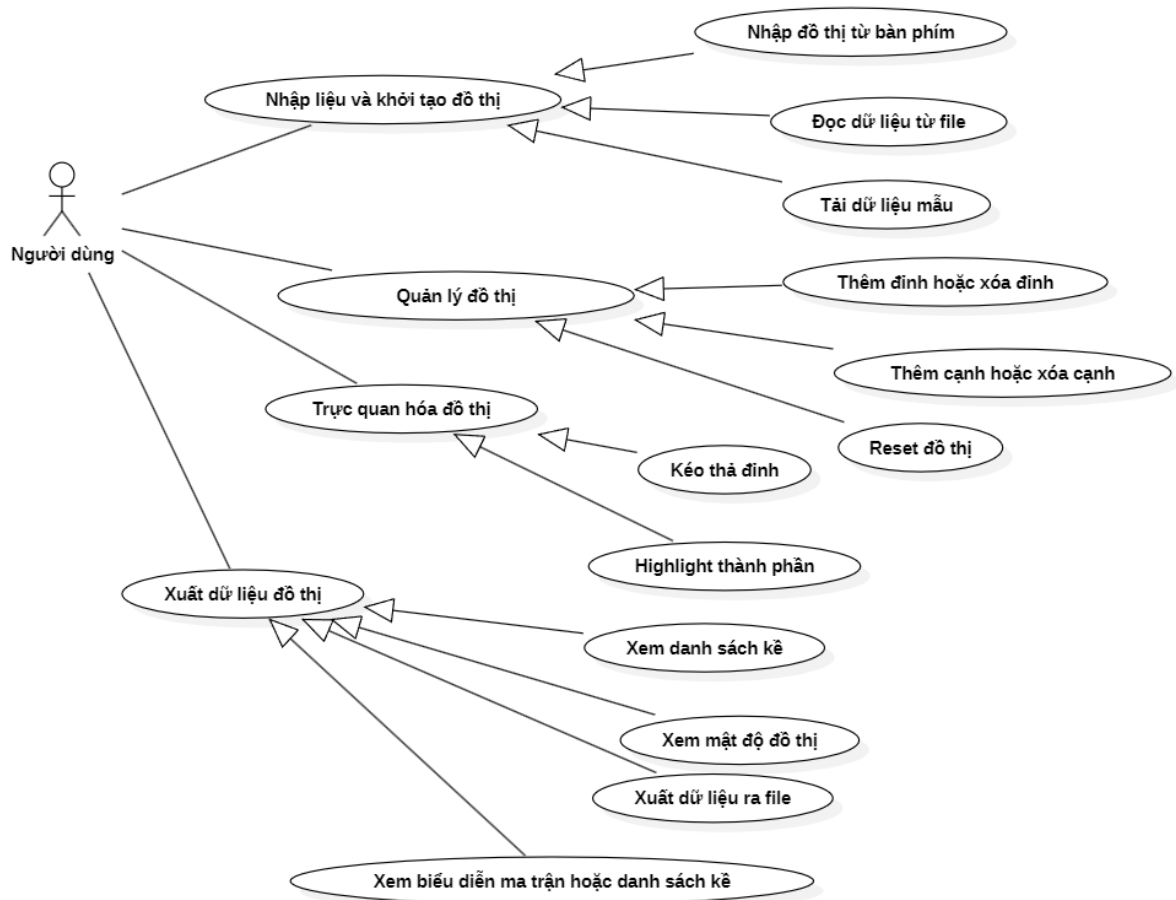 Nhập đồ thị từ bàn phím
Nhập liệu và khởi tạo đồ thị
Đọc dữ liệu từ file
Tải dữ liệu mẫu
Người dùng
Quản lý đồ thị
Thêm đỉnh hoặc xóa đỉnh
Thêm cạnh hoặc xóa cạnh
Trực quan hóa đồ thị
Reset đồ thị
Kéo thả đỉnh
Highlight thành phần
Xuất dữ liệu đồ thị
Xem danh sách kề
Xem mật độ đồ thị
Xuất dữ liệu ra file
Xem biểu diễn ma trận hoặc danh sách kề